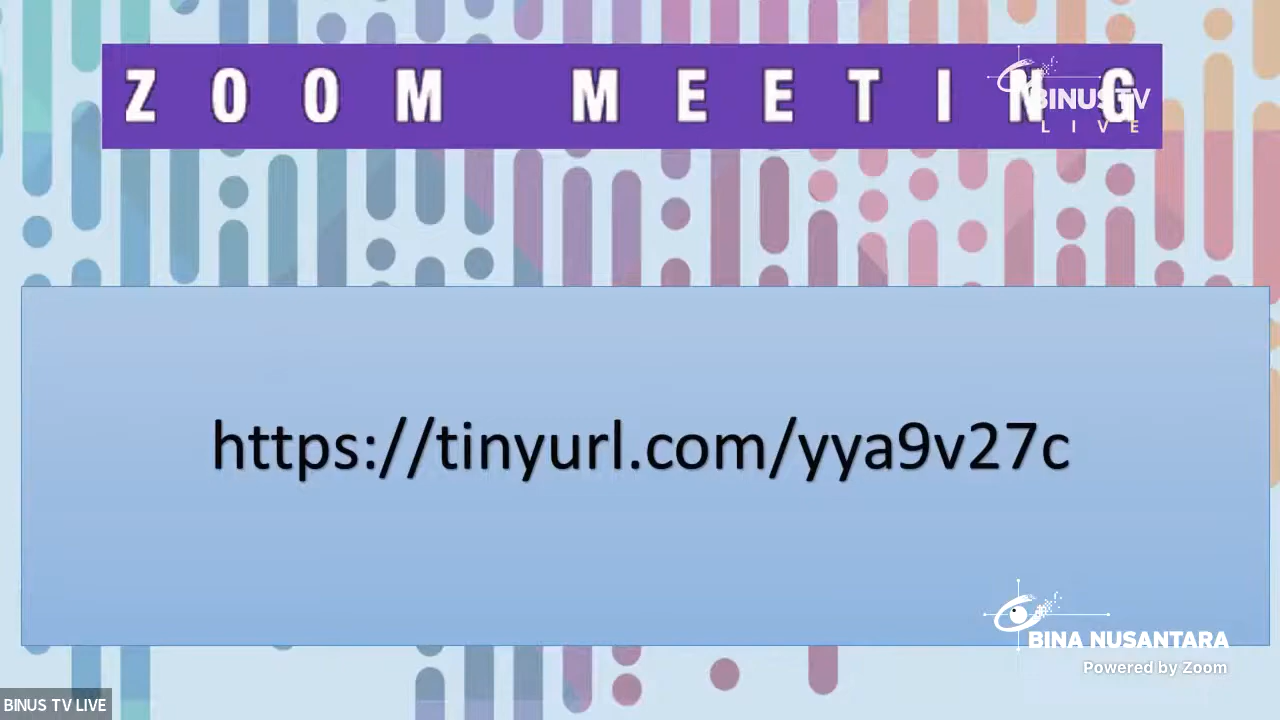 ZOOM MEETING
BINUS TV
LIVE
https://tinyurl.com/yya9v27c
BINA NUSANTARA
Powered by Zoom
BINUS TV LIVE